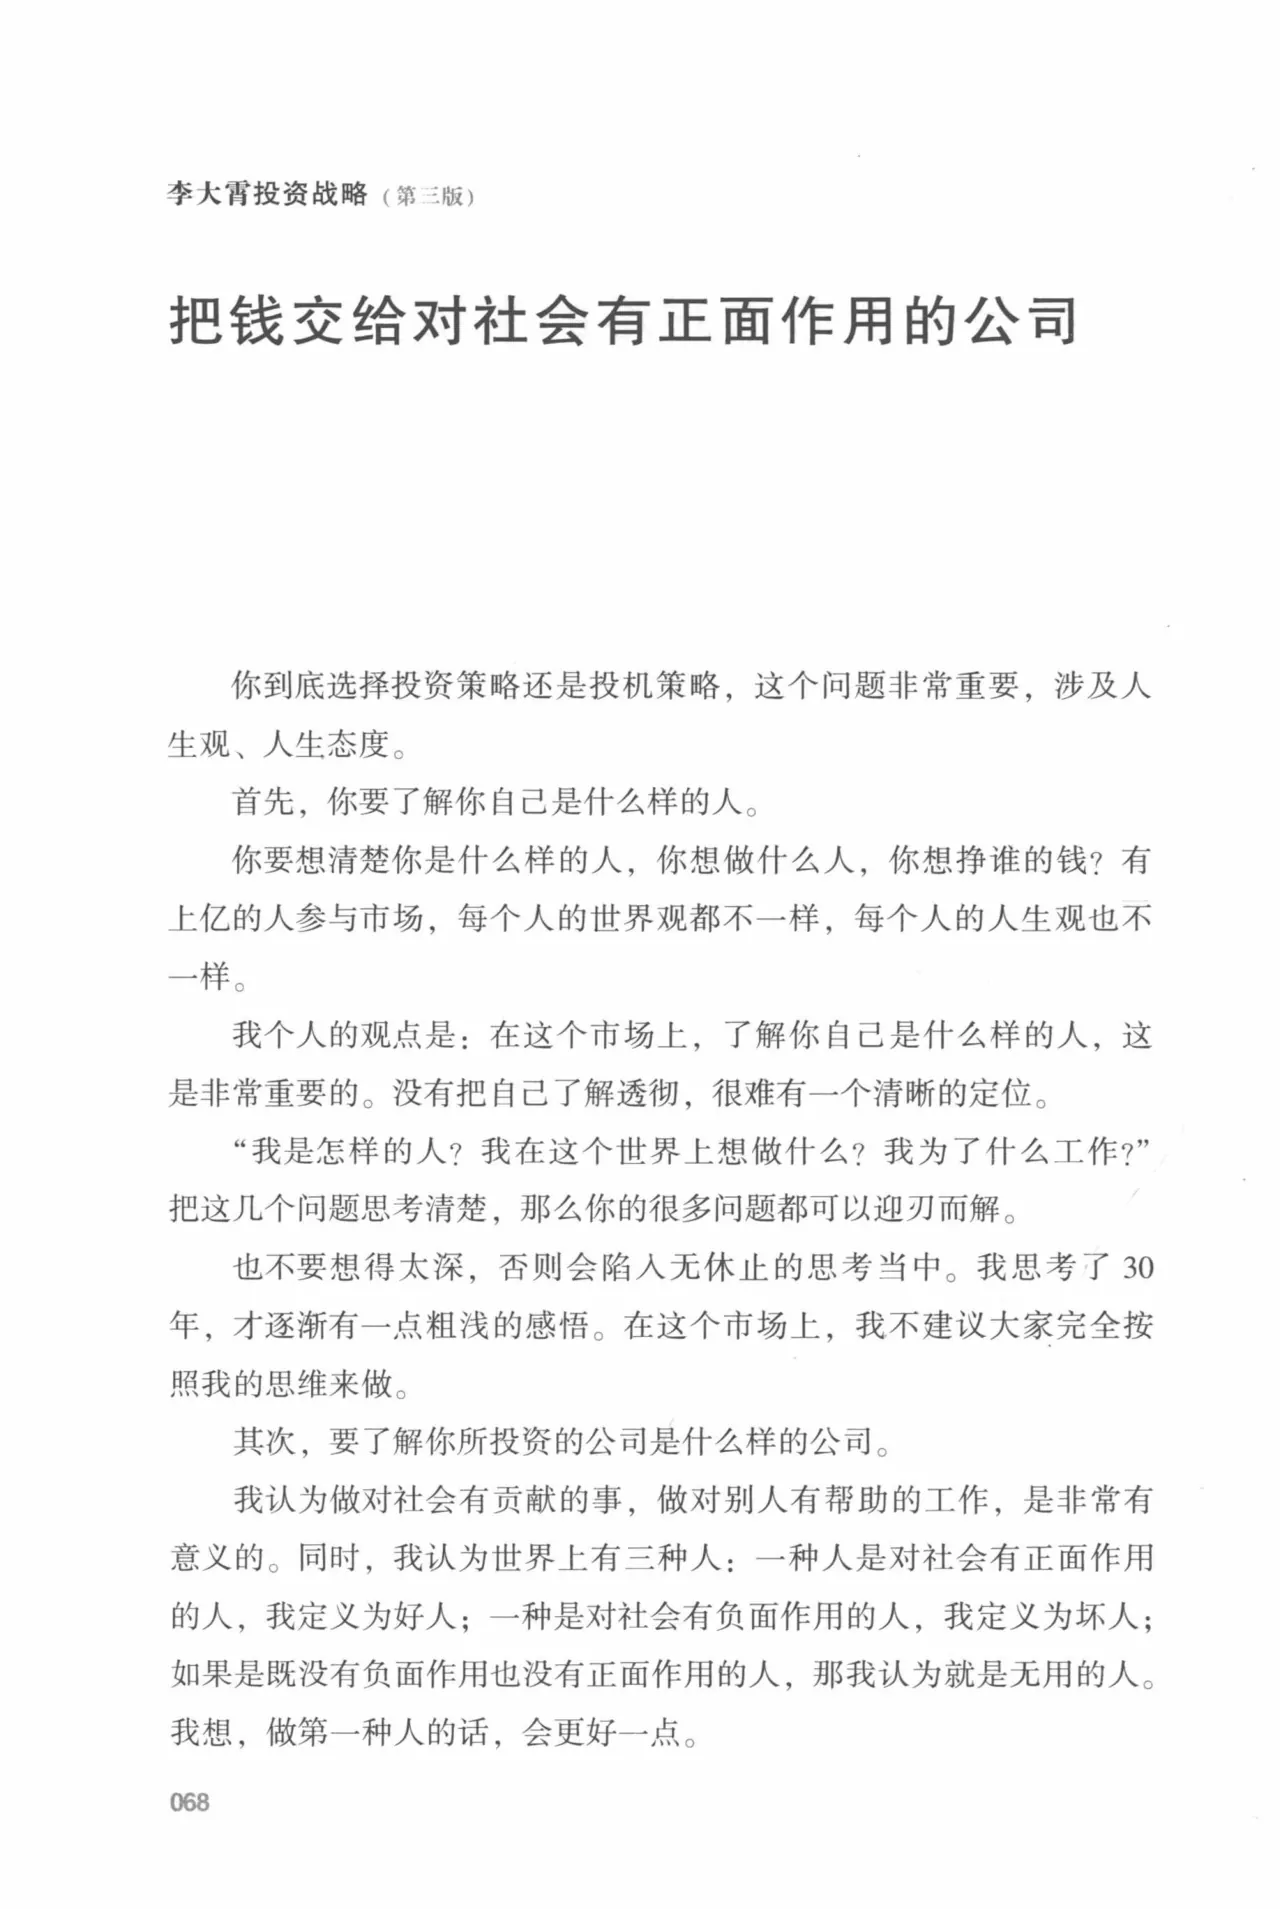 李大霄投资战略（第三版）
把钱交给对社会有正面作用的公司
你到底选择投资策略还是投机策略，这个问题非常重要，涉及人
生观、人生态度。
首先，你要了解你自己是什么样的人。
你要想清楚你是什么样的人，你想做什么人，你想挣谁的钱？有
上亿的人参与市场，每个人的世界观都不一样，每个人的人生观也不
一样。
我个人的观点是：在这个市场上，了解你自己是什么样的人，这
是非常重要的。没有把自己了解透彻，很难有一个清晰的定位。
“我是怎样的人？我在这个世界上想做什么？我为了什么工作？”
把这几个问题思考清楚，那么你的很多问题都可以迎刃而解。
也不要想得太深，否则会陷入无休止的思考当中。我思考了 30
年，才逐渐有一点粗浅的感悟。在这个市场上，我不建议大家完全按
照我的思维来做。
其次，要了解你所投资的公司是什么样的公司。
我认为做对社会有贡献的事，做对别人有帮助的工作，是非常有
意义的。同时，我认为世界上有三种人：一种人是对社会有正面作用
的人，我定义为好人；一种是对社会有负面作用的人，我定义为坏人；
如果是既没有负面作用也没有正面作用的人，那我认为就是无用的人。
我想，做第一种人的话，会更好一点。
068